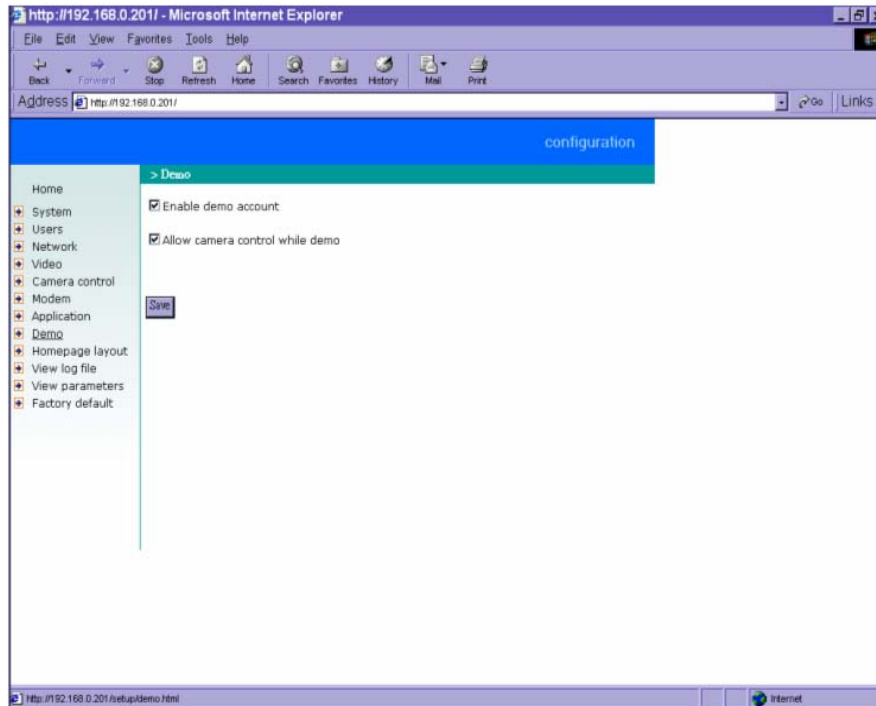 http://192.168.0.201/ - Microsoft Internet Explorer
File Edit View Favorites Tools Help
Back Forward Stop Refresh Home Search Favorites History Mail Print
Address http://192.168.0.201/ Go Links
configuration
> Demo
Home
System
Users
Network
Video
Camera control
Modem
Application
Demo
Homepage layout
View log file
View parameters
Factory default
Enable demo account
Allow camera control while demo
Save
http://192.168.0.201/setup/demo.html Internet